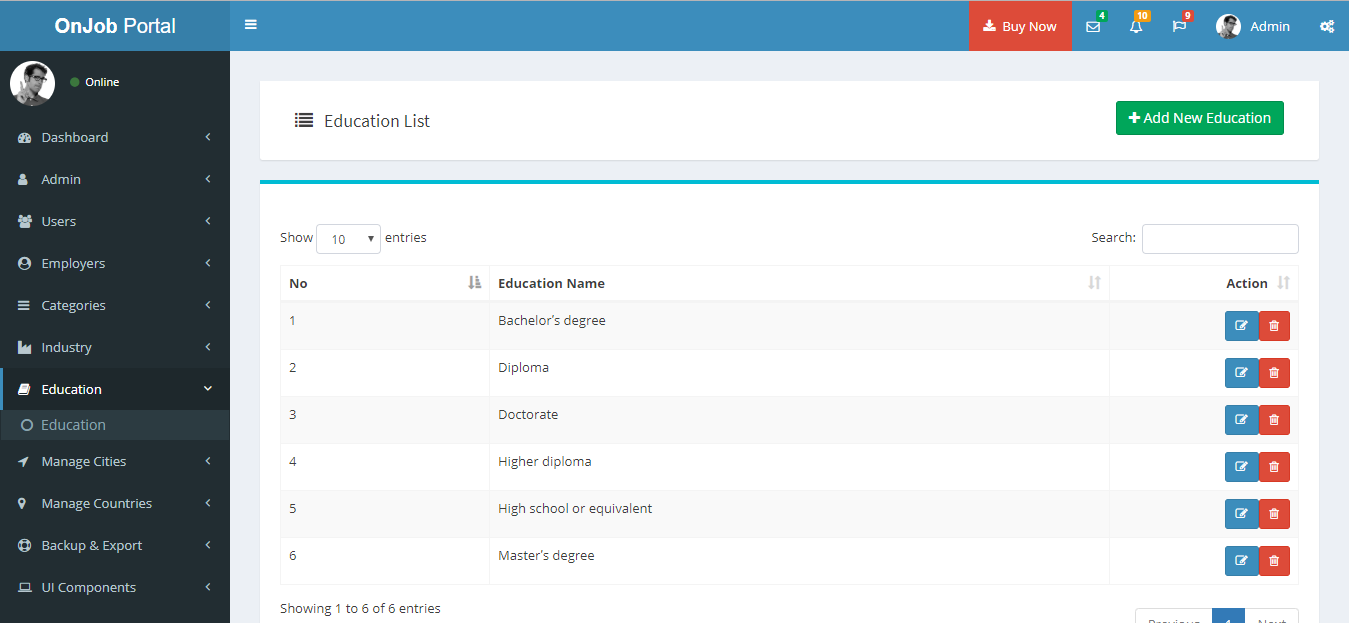 OnJob Portal
Buy Now
4
10
9
Admin
Online
Dashboard
Admin
Users
Employers
Categories
Industry
Education
Education
Manage Cities
Manage Countries
Backup & Export
UI Components
Education List
Add New Education
Show 10 entries
Search:
No Education Name Action
1 Bachelor's degree
2 Diploma
3 Doctorate
4 Higher diploma
5 High school or equivalent
6 Master's degree
Showing 1 to 6 of 6 entries
Previous 1 Next